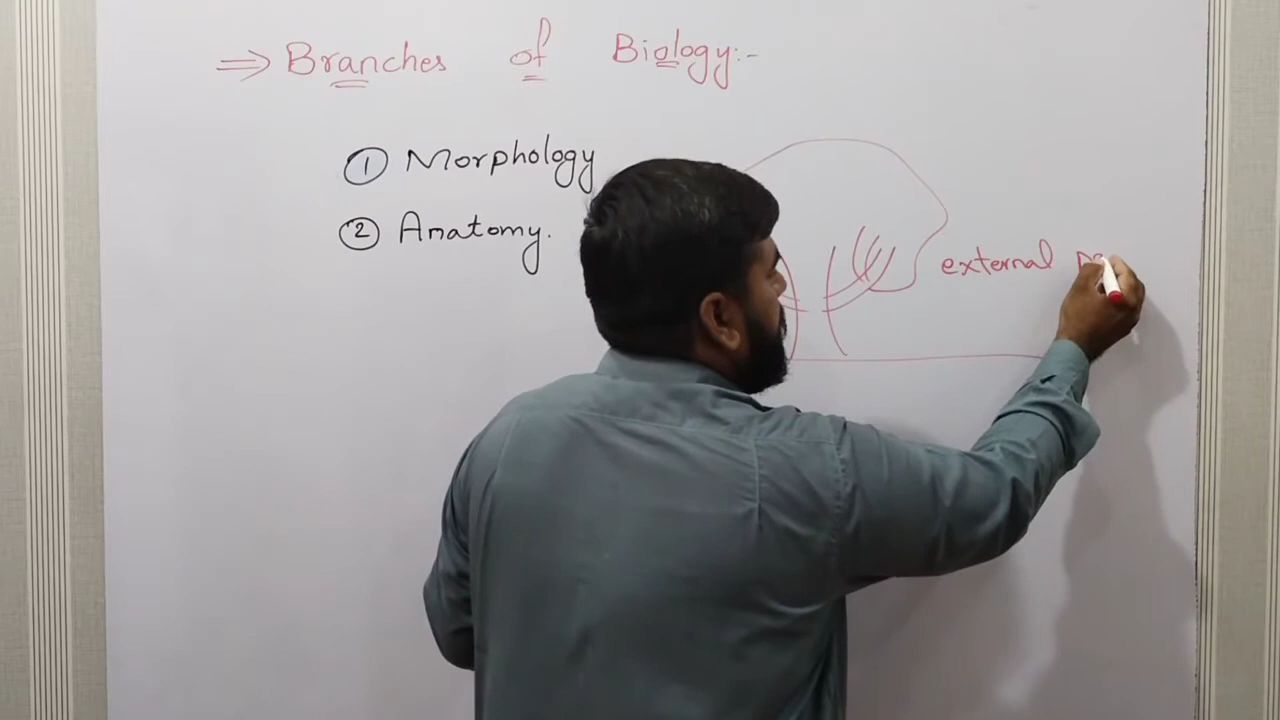 ⇒ Branches of Biology:-
① Morphology
② Anatomy.
external